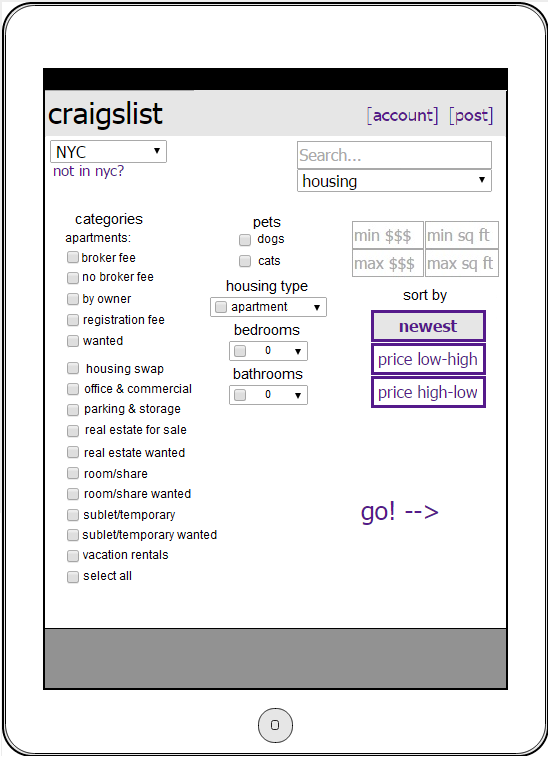 craigslist
[account] [post]
NYC
not in nyc?
Search...
housing
categories
apartments:
broker fee
no broker fee
by owner
registration fee
wanted
housing swap
office & commercial
parking & storage
real estate for sale
real estate wanted
room/share
room/share wanted
sublet/temporary
sublet/temporary wanted
vacation rentals
select all
pets
dogs
cats
housing type
apartment
bedrooms
0
bathrooms
0
min $$$ min sq ft
max $$$ max sq ft
sort by
newest
price low-high
price high-low
go! -->